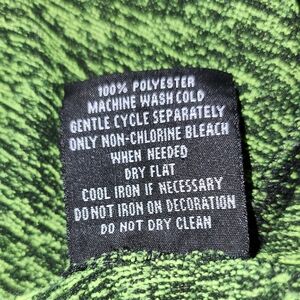 100% POLYESTER
MACHINE WASH COLD
GENTLE CYCLE SEPARATELY
ONLY NON-CHLORINE BLEACH
WHEN NEEDED
DRY FLAT
COOL IRON IF NECESSARY
DO NOT IRON ON DECORATION
DO NOT DRY CLEAN